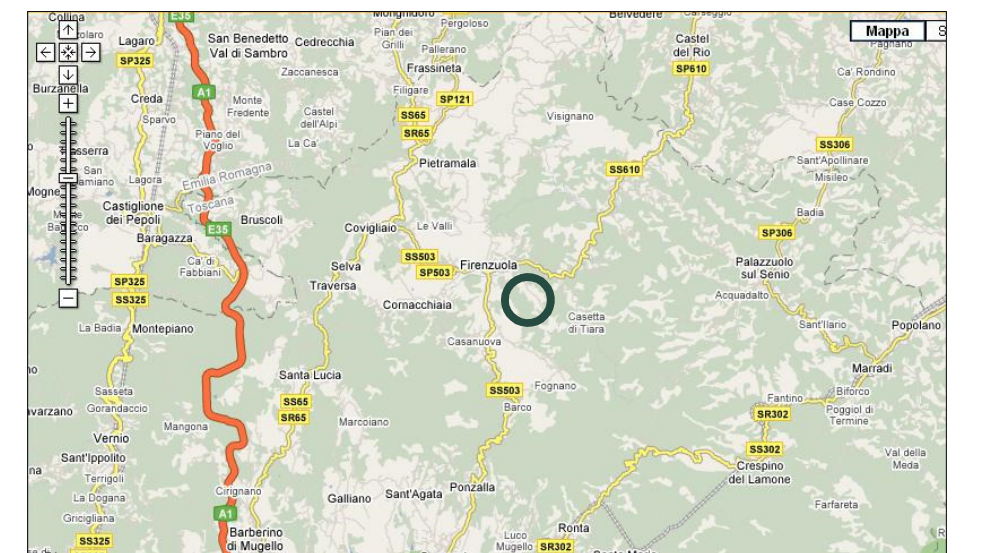 Collina
E35
Monghidoro
Pergoloso
Belvedere
Lagaro
San Benedetto
Val di Sambro
Cedrecchia
Pian dei
Grilli
Pallerano
Castel
del Rio
Mappa
S
SP325
Zaccanesca
Frassineta
SP610
Ca' Rondino
Burzanella
Creda
A1
Monte
Fredente
Filigare
SP121
Case Cozzo
Sparvo
Castel
dell'Alpi
SS65
Visignano
Piano del
Voglio
La Ca'
SR65
SS306
Sant'Apollinare
Misileo
Pietramala
SS610
Lagora
Emilia Romagna
Toscana
Castiglione
dei Pepoli
Bruscoli
Badia
E35
Covigliaio
Le Valli
SP306
Baragazza
SS503
SP503
Firenzuola
Ca' di
Fabbiani
Selva
Palazzuolo
sul Senio
SP325
SS325
Traversa
Acquadalto
Cornacchiaia
Casetta
di Tiara
La Badia
Montepiano
Sant'Ilario
Popolano
Casanuova
Marradi
Santa Lucia
Sasseta
SS503
Fognano
Biforco
Gorandaccio
SS65
SR65
Barco
Fantino
Poggiol di
Termine
SR302
Mangona
Marcoiano
Vernio
SS302
Val della
Meda
Sant'Ippolito
Crespino
del Lamone
Terrigoli
La Dogana
Cirignano
Galliano
Sant'Agata
Ponzalla
Farfareta
Gricigliana
A1
SS325
Barberino
di Mugello
Ronta
Luco
Mugello
SR302